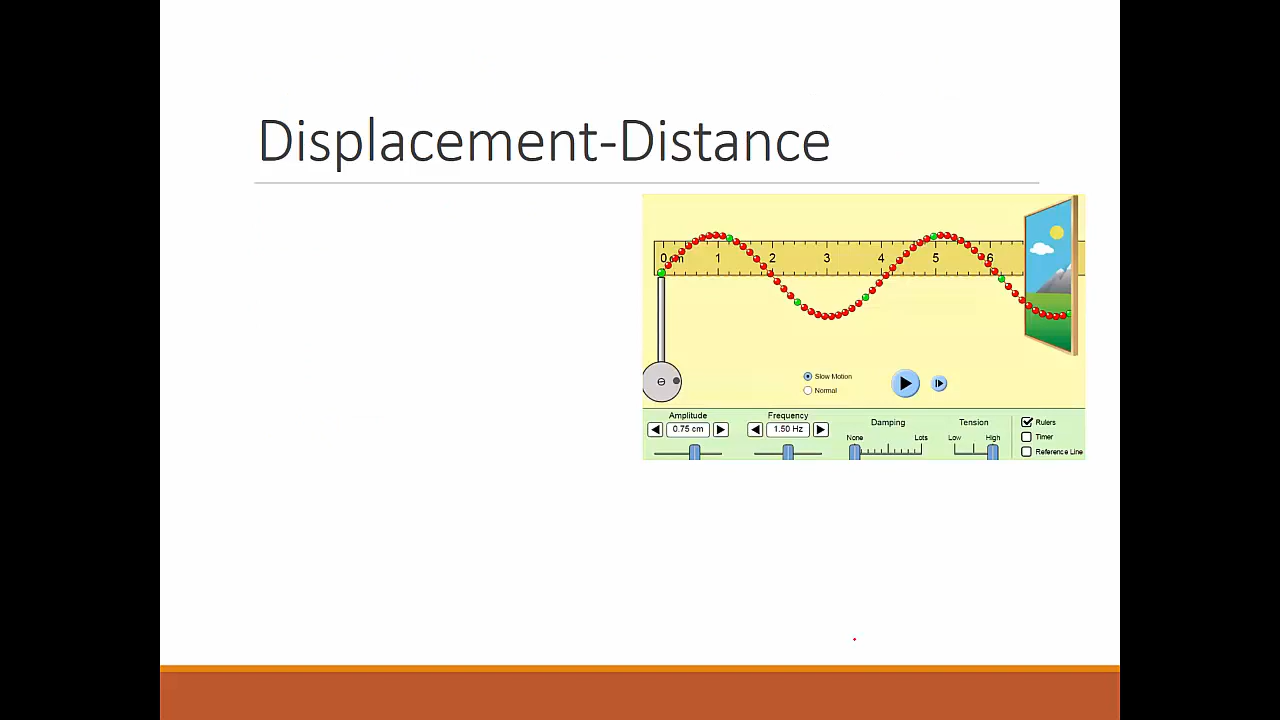 Displacement-Distance
0 cm 1 2 3 4 5 6
Slow Motion
Normal
Amplitude
0.75 cm
Frequency
1.50 Hz
Damping
None Lots
Tension
Low High
Rulers
Timer
Reference Line